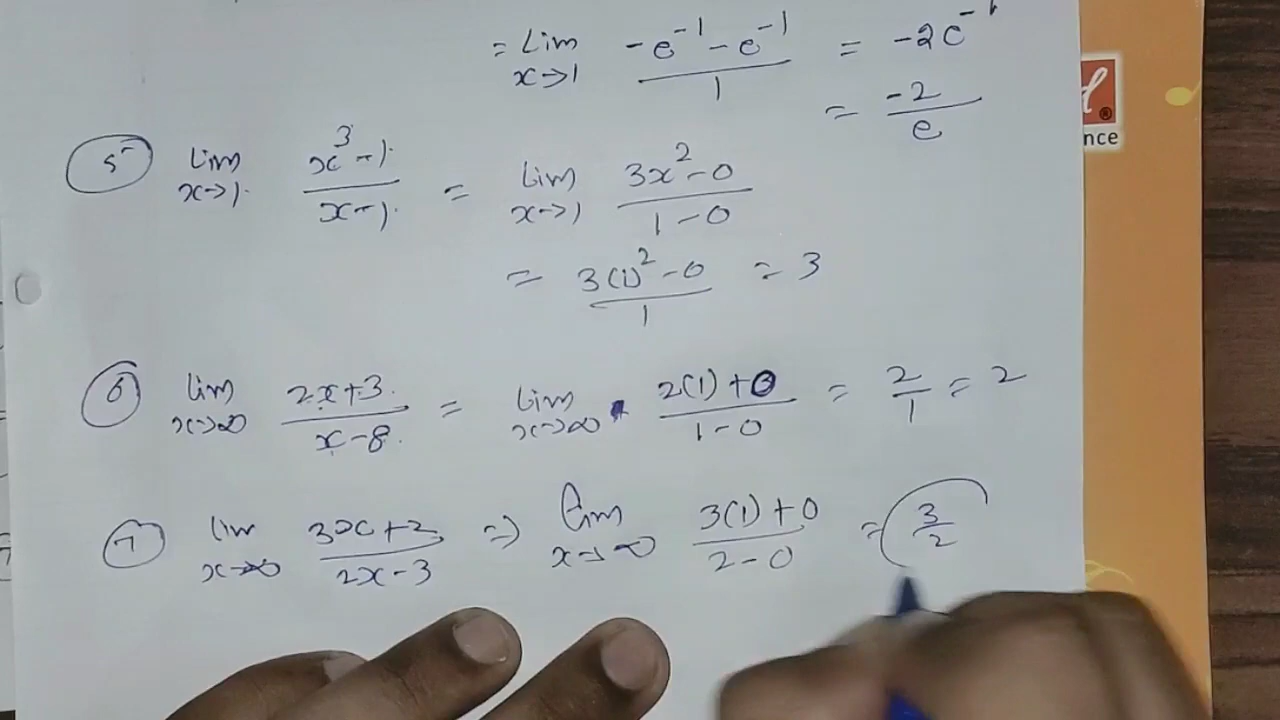 = Lim x→1 (-e⁻¹ - e⁻¹)/1 = -2e⁻¹
= -2/e
5 Lim x→1 (x³-1)/(x-1) = Lim x→1 (3x²-0)/(1-0)
= (3(1)²-0)/1 = 3
6 Lim x→∞ (2x+3)/(x-8) = Lim x→∞ (2(1)+0)/(1-0) = 2/1 = 2
7 lim x→∞ (3x+2)/(2x-3) => Lim x→∞ (3(1)+0)/(2-0) = 3/2